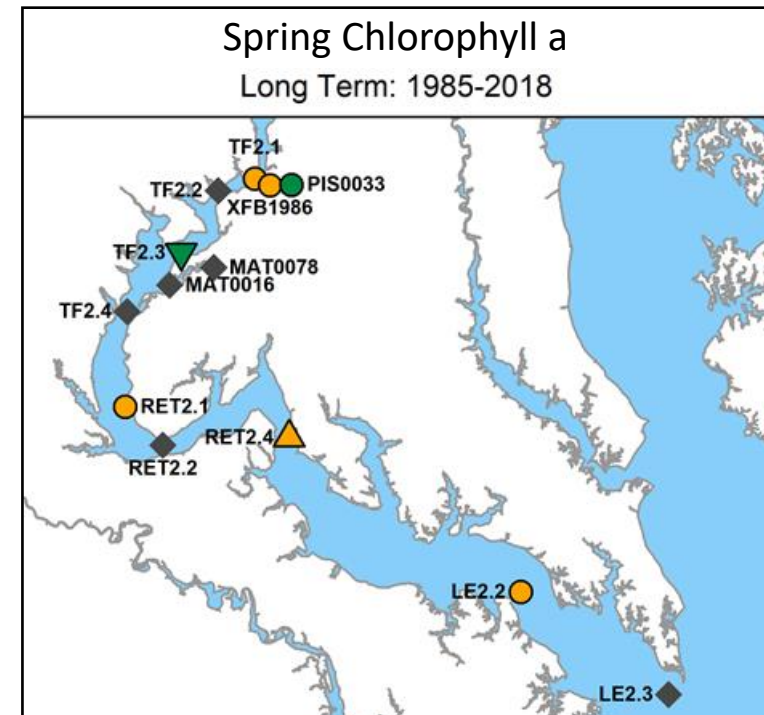 Spring Chlorophyll a
Long Term: 1985-2018
TF2.1
TF2.2
PIS0033
XFB1986
TF2.3
MAT0078
MAT0016
TF2.4
RET2.1
RET2.4
RET2.2
LE2.2
LE2.3